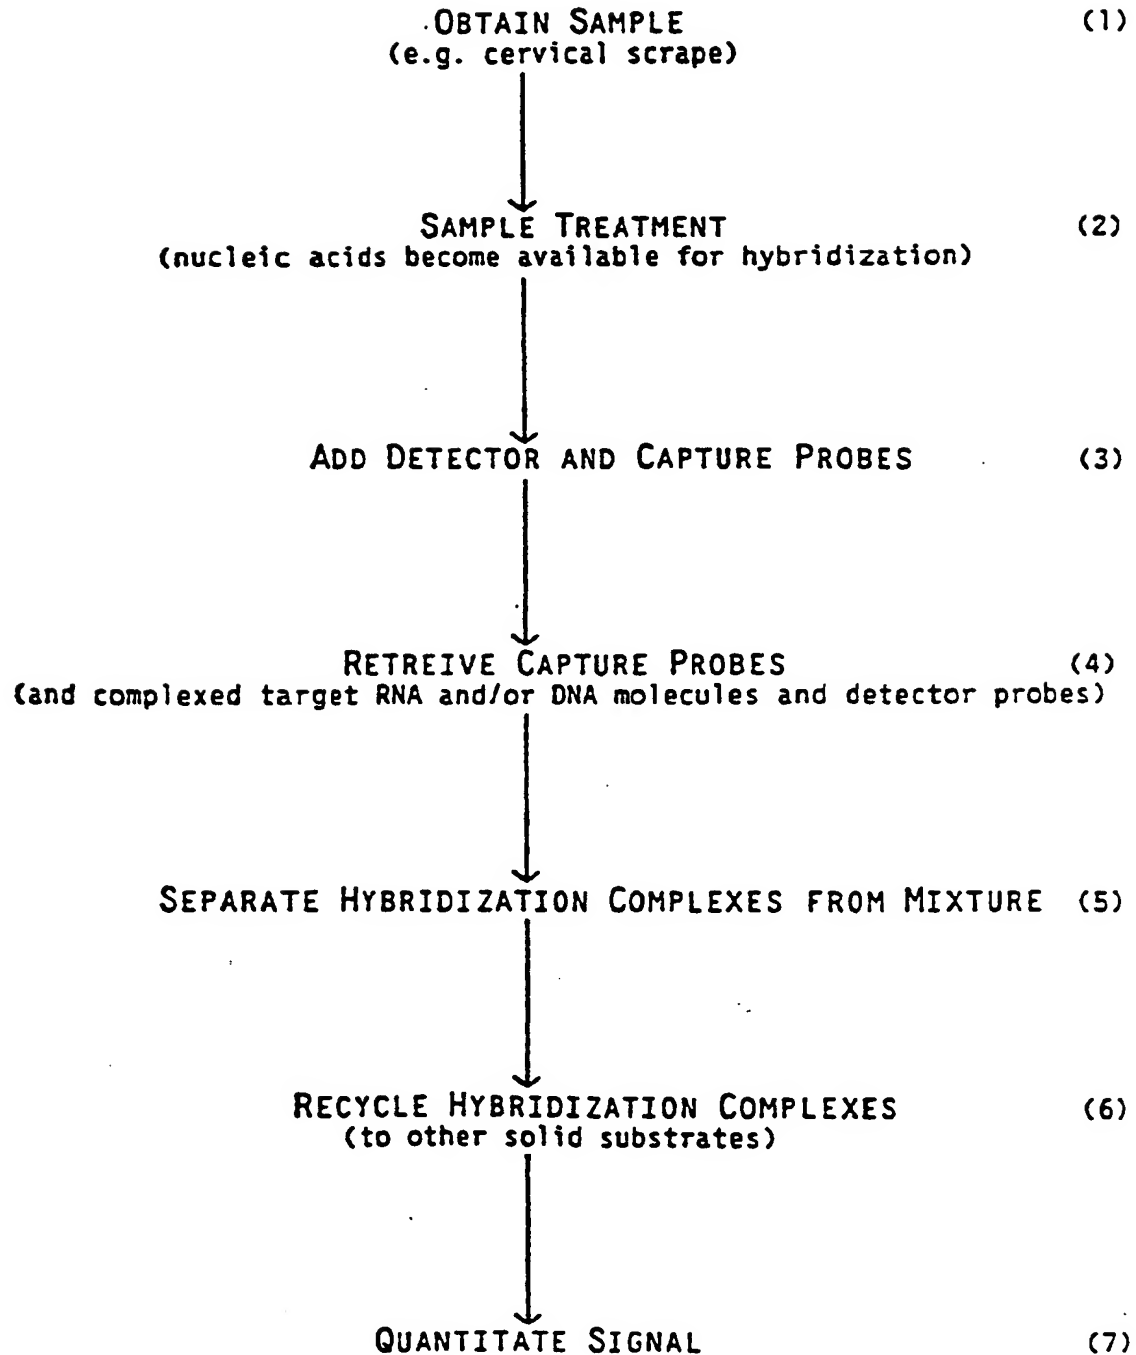 OBTAIN SAMPLE (1)
(e.g. cervical scrape)
SAMPLE TREATMENT (2)
(nucleic acids become available for hybridization)
ADD DETECTOR AND CAPTURE PROBES (3)
RETREIVE CAPTURE PROBES (4)
(and complexed target RNA and/or DNA molecules and detector probes)
SEPARATE HYBRIDIZATION COMPLEXES FROM MIXTURE (5)
RECYCLE HYBRIDIZATION COMPLEXES (6)
(to other solid substrates)
QUANTITATE SIGNAL (7)